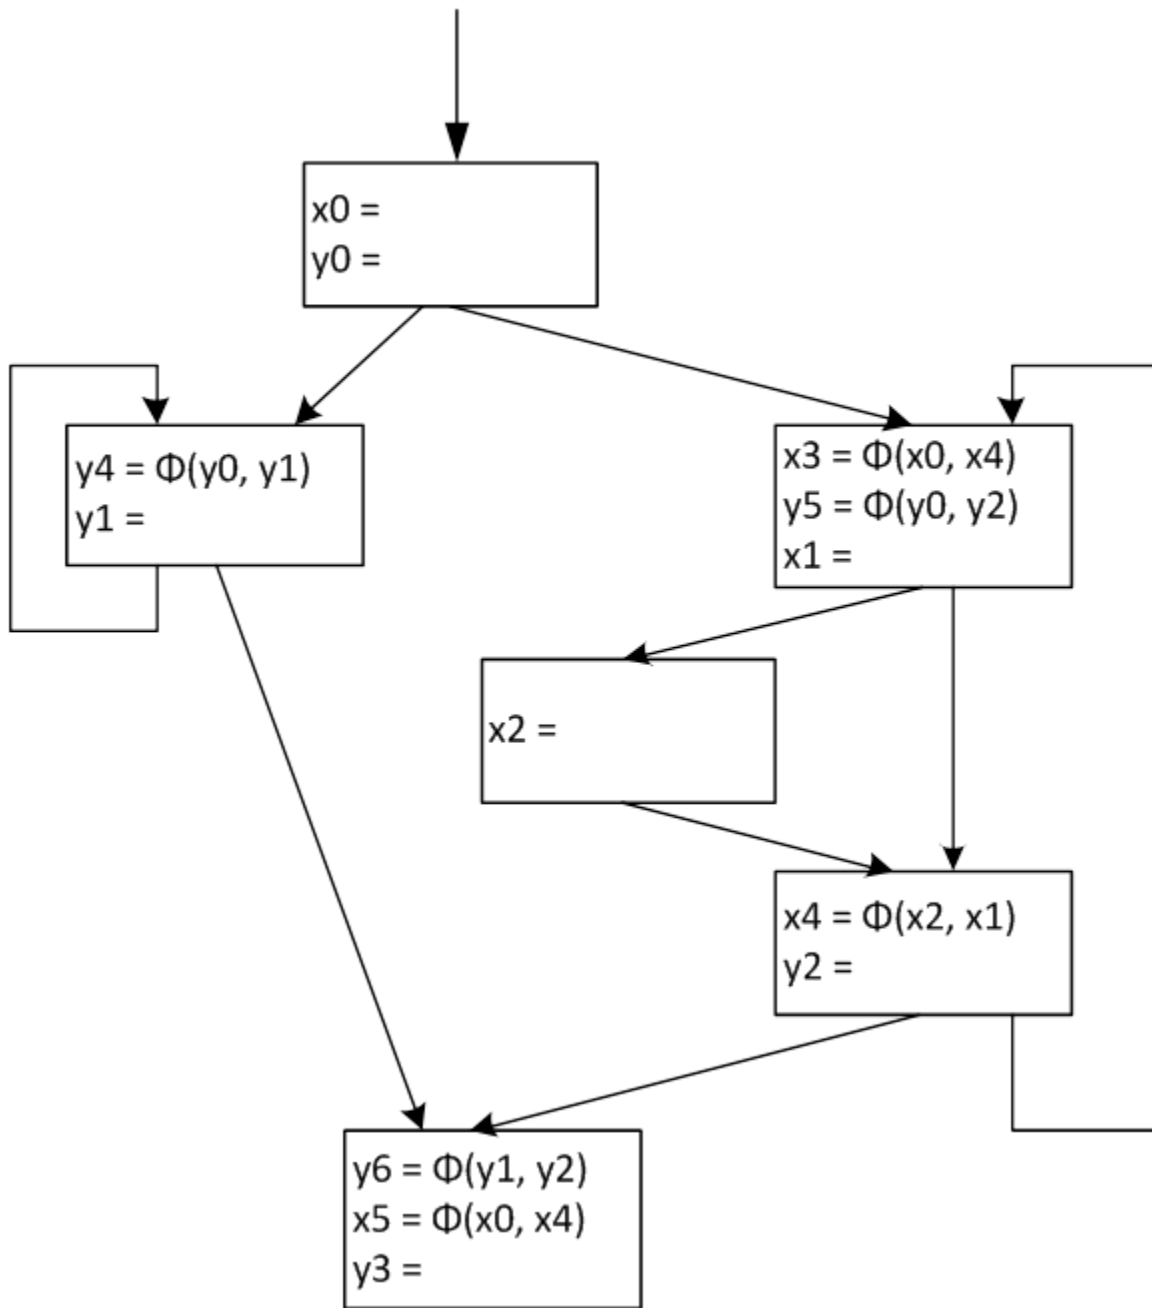 x0 =
y0 =
y4 = Φ(y0, y1)
y1 =
x3 = Φ(x0, x4)
y5 = Φ(y0, y2)
x1 =
x2 =
x4 = Φ(x2, x1)
y2 =
y6 = Φ(y1, y2)
x5 = Φ(x0, x4)
y3 =